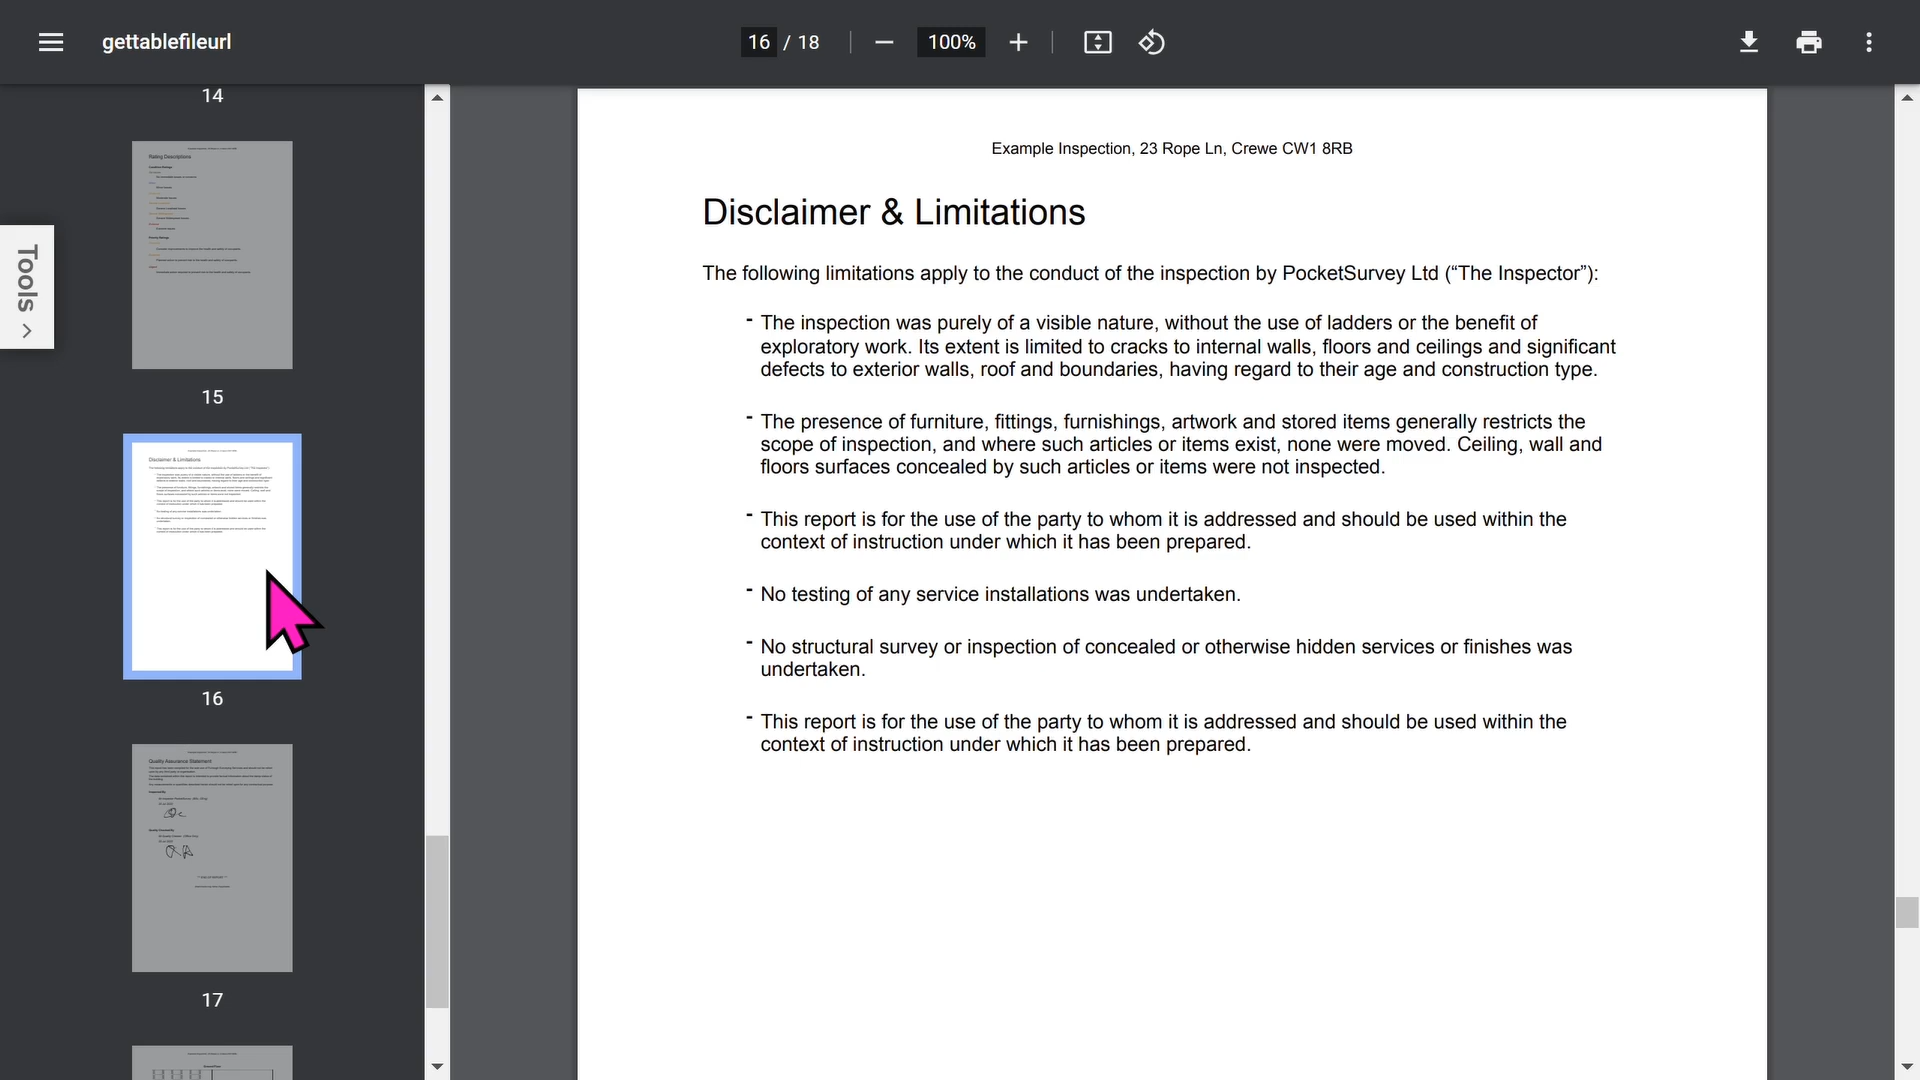 gettablefileurl
16 / 18
100%
14
Rating Descriptions
15
Disclaimer & Limitations
16
Quality Assurance Statement
17
Tools
Example Inspection, 23 Rope Ln, Crewe CW1 8RB
Disclaimer & Limitations
The following limitations apply to the conduct of the inspection by PocketSurvey Ltd (“The Inspector”):
- The inspection was purely of a visible nature, without the use of ladders or the benefit of
exploratory work. Its extent is limited to cracks to internal walls, floors and ceilings and significant
defects to exterior walls, roof and boundaries, having regard to their age and construction type.
- The presence of furniture, fittings, furnishings, artwork and stored items generally restricts the
scope of inspection, and where such articles or items exist, none were moved. Ceiling, wall and
floors surfaces concealed by such articles or items were not inspected.
- This report is for the use of the party to whom it is addressed and should be used within the
context of instruction under which it has been prepared.
- No testing of any service installations was undertaken.
- No structural survey or inspection of concealed or otherwise hidden services or finishes was
undertaken.
- This report is for the use of the party to whom it is addressed and should be used within the
context of instruction under which it has been prepared.